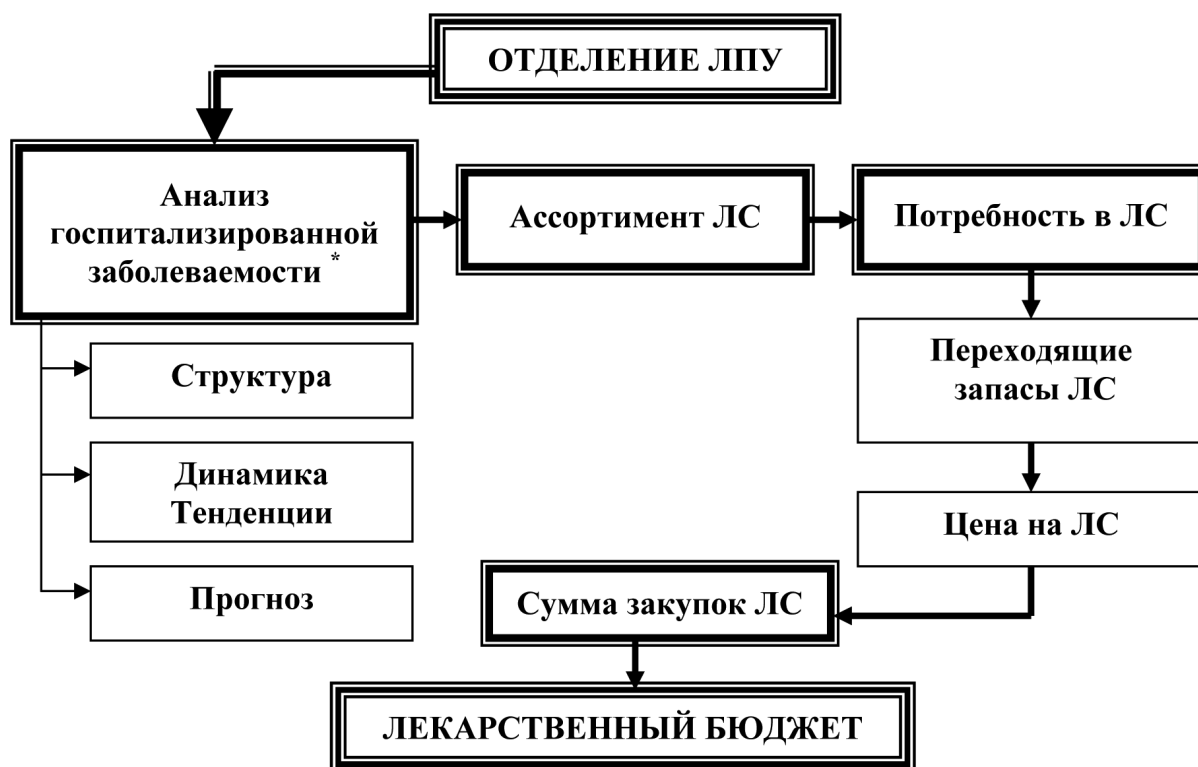 ОТДЕЛЕНИЕ ЛПУ
Анализ
госпитализированной
заболеваемости *
Ассортимент ЛС
Потребность в ЛС
Структура
Динамика
Тенденции
Прогноз
Переходящие
запасы ЛС
Цена на ЛС
Сумма закупок ЛС
ЛЕКАРСТВЕННЫЙ БЮДЖЕТ